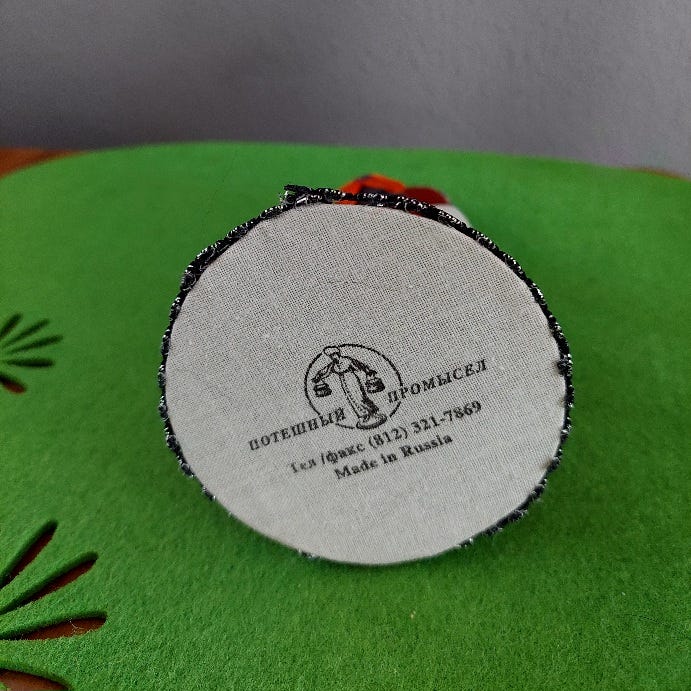 ПОТЕШНЫЙ ПРОМЫСЕЛ
Тел /факс (812) 321-7869
Made in Russia